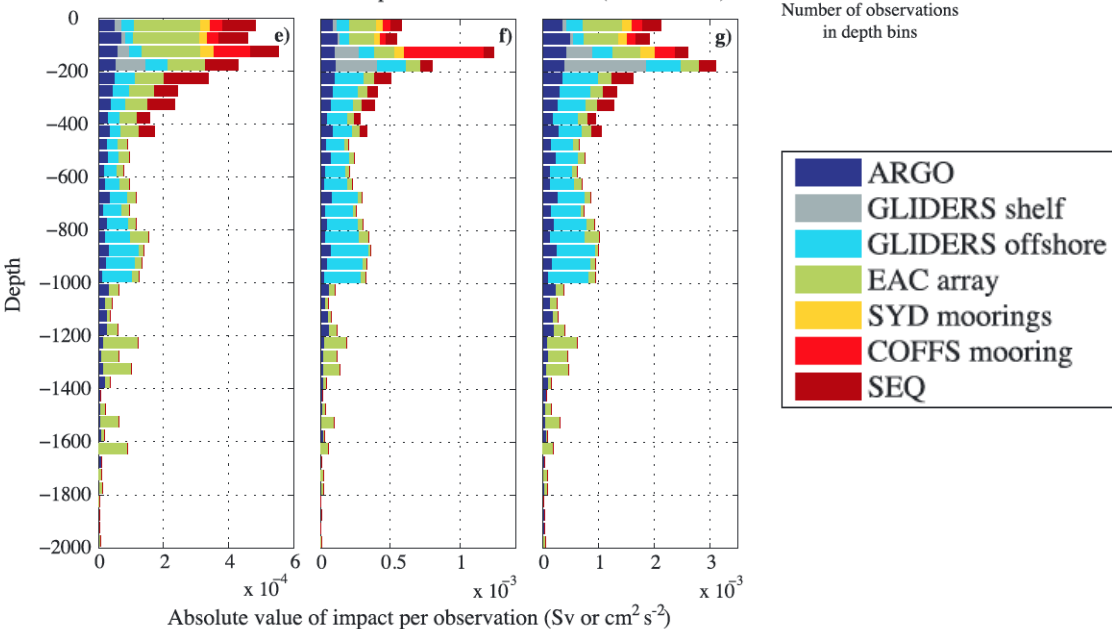 Number of observations
in depth bins
e)
f)
g)
Depth
0
−200
−400
−600
−800
−1000
−1200
−1400
−1600
−1800
−2000
0 2 4 6
x 10⁻⁴
0 0.5 1
x 10⁻³
0 1 2 3
x 10⁻³
Absolute value of impact per observation (Sv or cm² s⁻²)
ARGO
GLIDERS shelf
GLIDERS offshore
EAC array
SYD moorings
COFFS mooring
SEQ